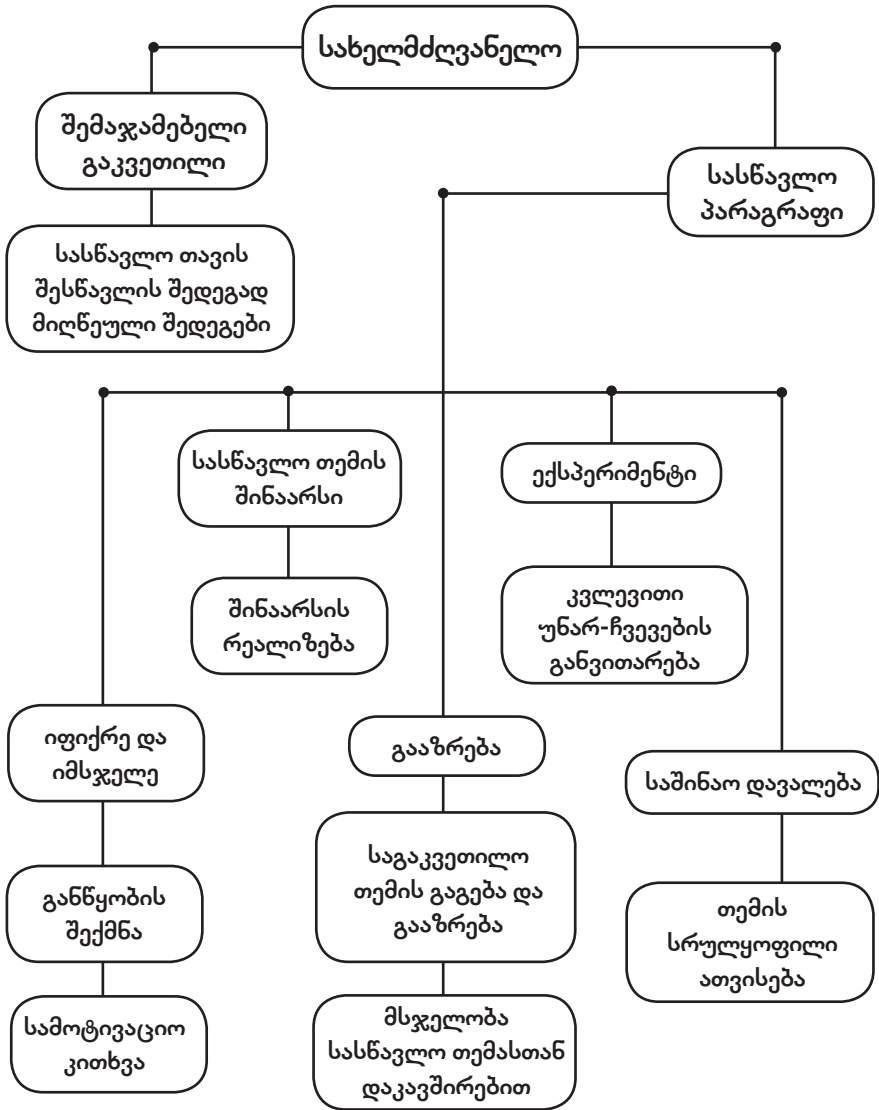 სახელმძღვანელო
შემაჯამებელი
გაკვეთილი
სასწავლო
პარაგრაფი
სასწავლო თავის
შესწავლის შედეგად
მიღწეული შედეგები
სასწავლო თემის
შინაარსი
ექსპერიმენტი
შინაარსის
რეალიზება
კვლევითი
უნარ-ჩვევების
განვითარება
იფიქრე და
იმსჯელე
გააზრება
საშინაო დავალება
განწყობის
შექმნა
საგაკვეთილო
თემის გაგება და
გააზრება
თემის
სრულყოფილი
ათვისება
სამოტივაციო
კითხვა
მსჯელობა
სასწავლო თემასთან
დაკავშირებით